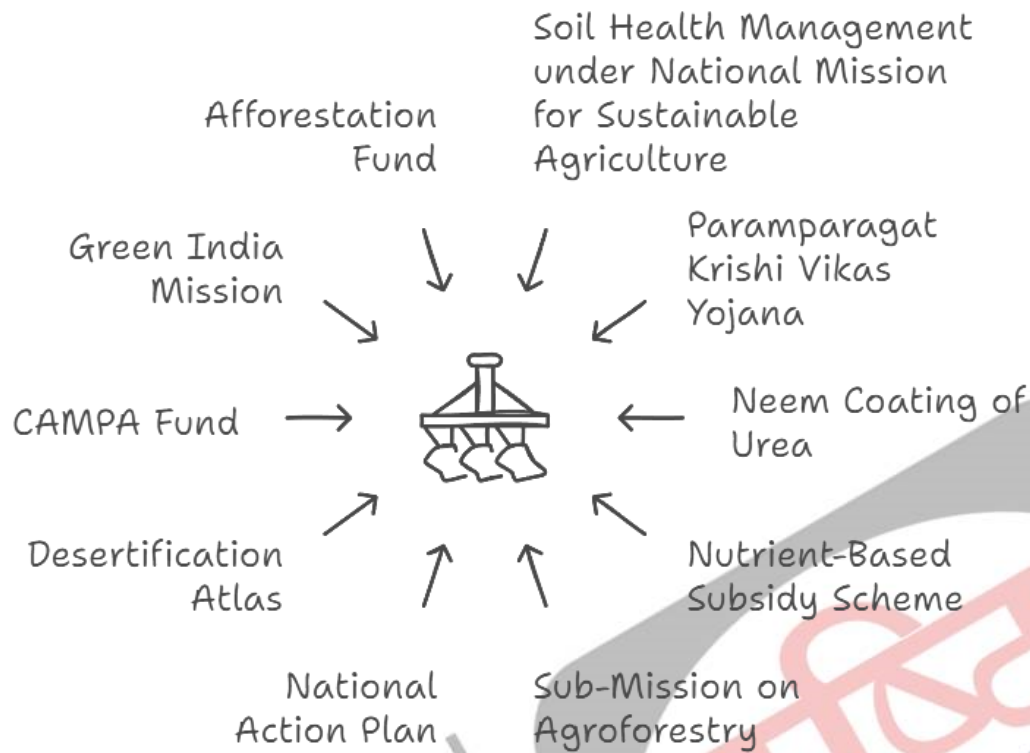 Soil Health Management
under National Mission
for Sustainable
Agriculture
Afforestation
Fund
Paramparagat
Krishi Vikas
Yojana
Green India
Mission
Neem Coating of
Urea
CAMPA Fund
Nutrient-Based
Subsidy Scheme
Desertification
Atlas
Sub-Mission on
Agroforestry
National
Action Plan